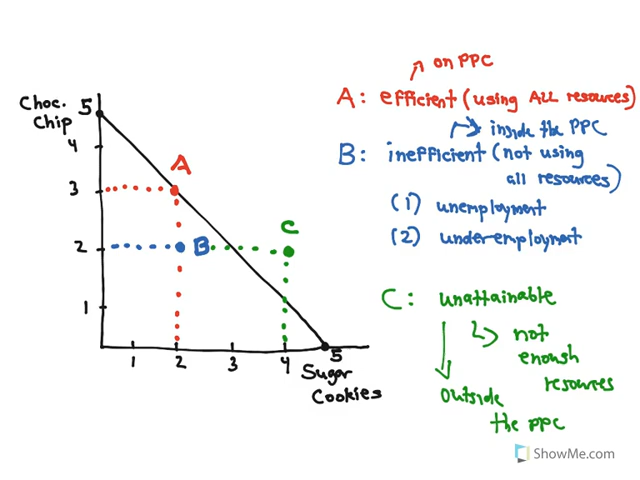 on PPC
A: efficient (using ALL resources)
inside the PPC
B: inefficient (not using
all resources)
(1) unemployment
(2) underemployment
C: unattainable
not
enough
resources
outside
the PPC
Choc.
Chip
5
4
3
2
1
A
B
C
1
2
3
4
5
Sugar
Cookies
ShowMe.com